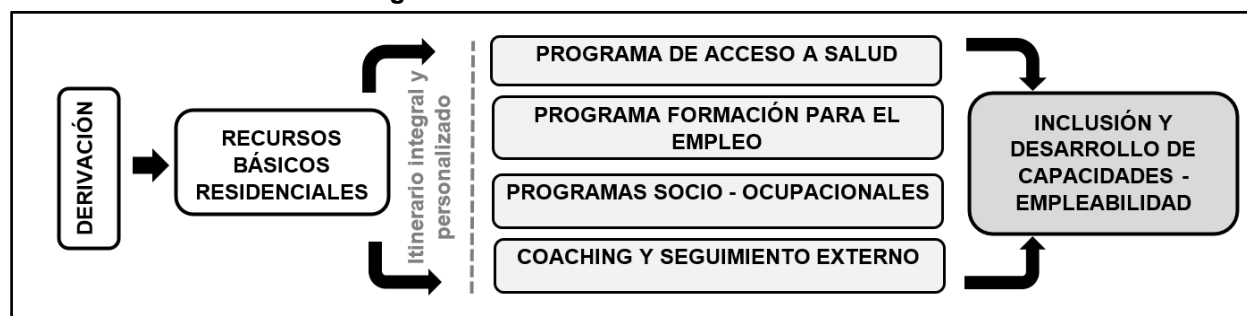 DERIVACIÓN
RECURSOS
BÁSICOS
RESIDENCIALES
Itinerario integral y
personalizado
PROGRAMA DE ACCESO A SALUD
PROGRAMA FORMACIÓN PARA EL
EMPLEO
PROGRAMAS SOCIO - OCUPACIONALES
COACHING Y SEGUIMIENTO EXTERNO
INCLUSIÓN Y
DESARROLLO DE
CAPACIDADES -
EMPLEABILIDAD